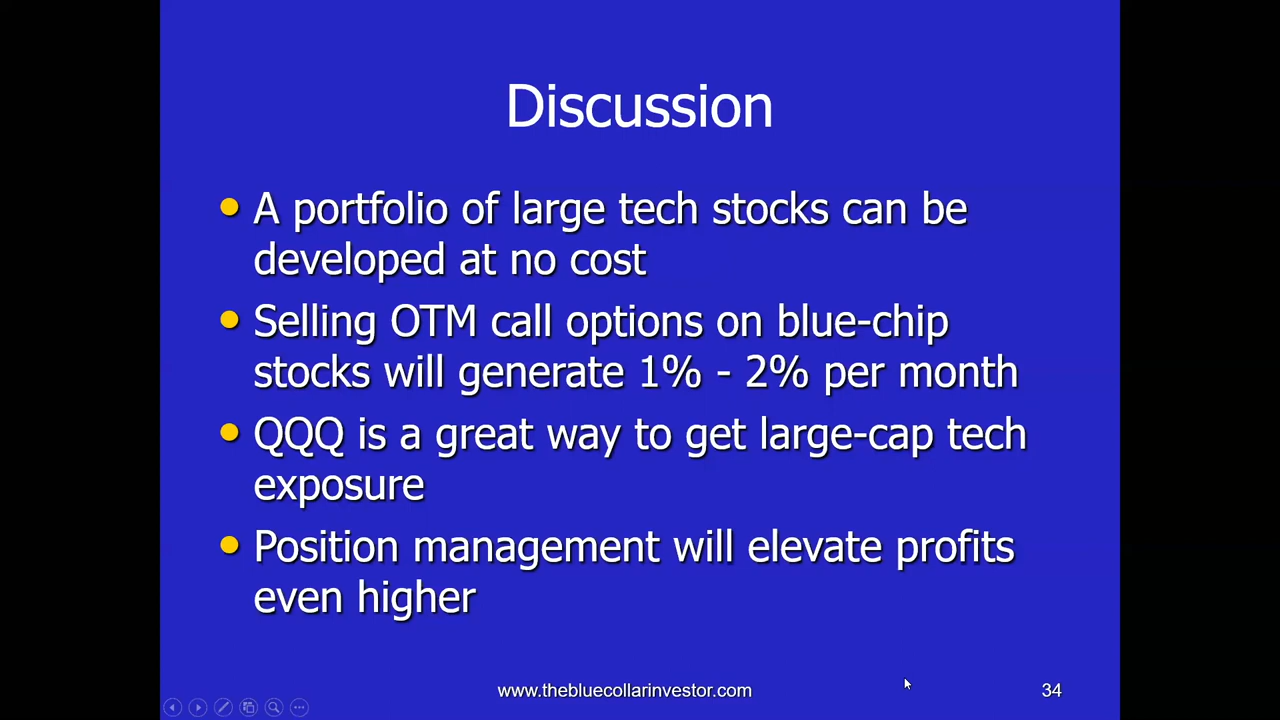 Discussion
A portfolio of large tech stocks can be
developed at no cost
Selling OTM call options on blue-chip
stocks will generate 1% - 2% per month
QQQ is a great way to get large-cap tech
exposure
Position management will elevate profits
even higher
www.thebluecollarinvestor.com
34